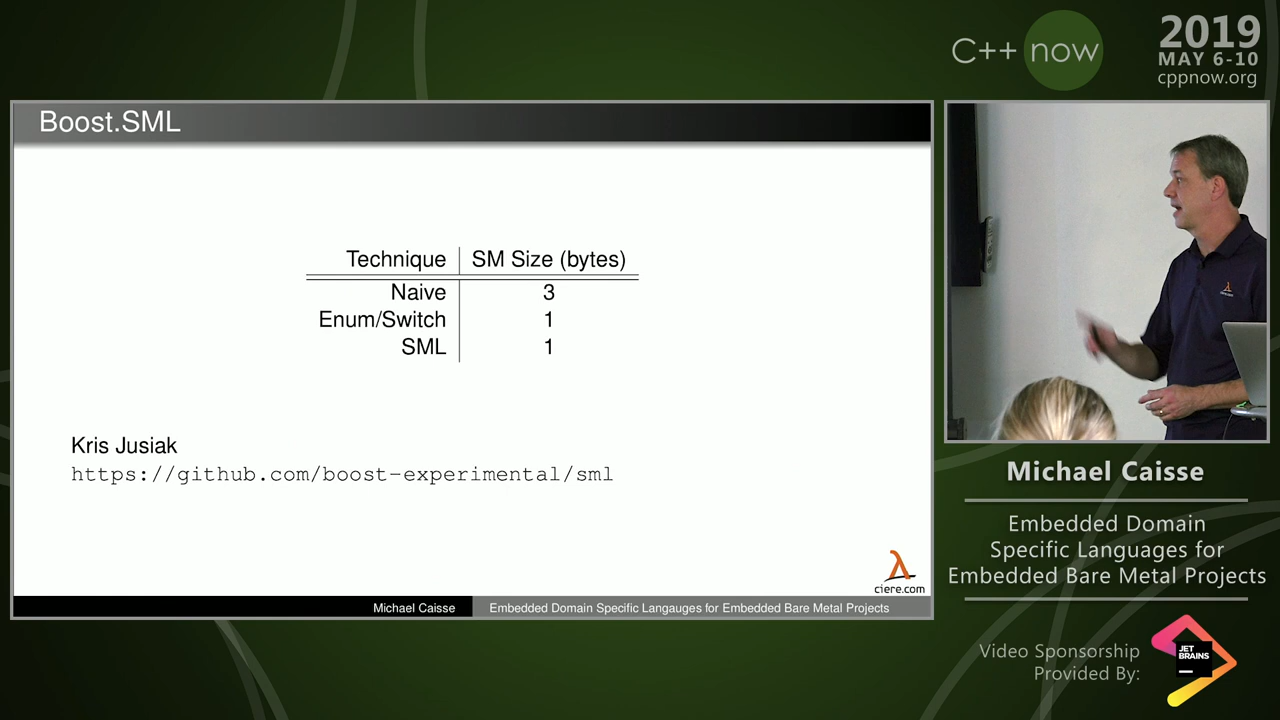 C++ now
2019
MAY 6-10
cppnow.org
Boost.SML
Technique SM Size (bytes)
Naive 3
Enum/Switch 1
SML 1
Kris Jusiak
https://github.com/boost-experimental/sml
λ
ciere.com
Michael Caisse Embedded Domain Specific Langauges for Embedded Bare Metal Projects
Michael Caisse
Embedded Domain
Specific Languages for
Embedded Bare Metal Projects
Video Sponsorship
Provided By:
JET
BRAINS